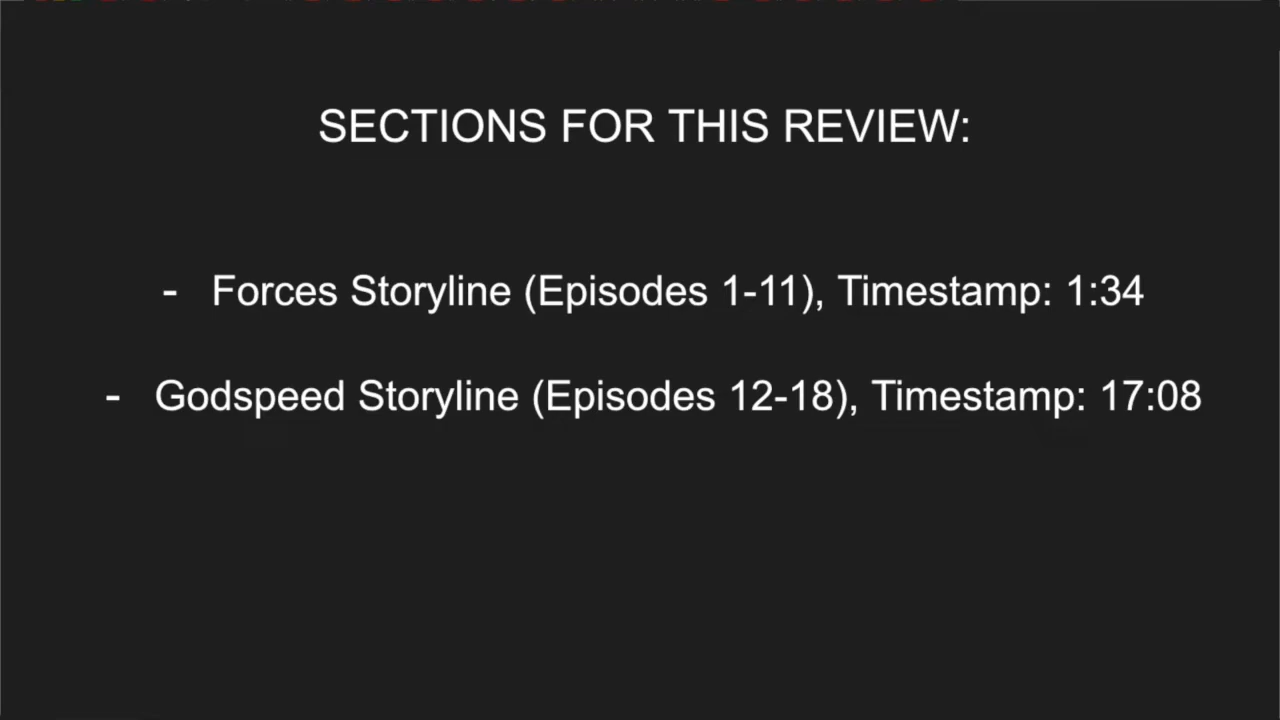 SECTIONS FOR THIS REVIEW:
- Forces Storyline (Episodes 1-11), Timestamp: 1:34
- Godspeed Storyline (Episodes 12-18), Timestamp: 17:08